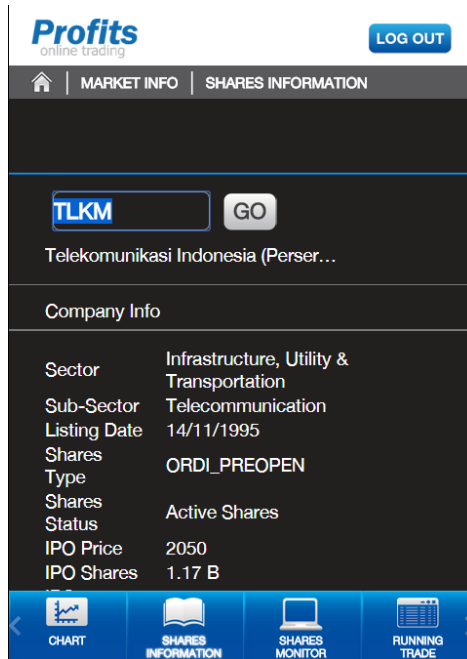 Profits
online trading
LOG OUT
MARKET INFO | SHARES INFORMATION
TLKM
GO
Telekomunikasi Indonesia (Perser...
Company Info
Sector Infrastructure, Utility &
Transportation
Sub-Sector Telecommunication
Listing Date 14/11/1995
Shares
Type ORDI_PREOPEN
Shares
Status Active Shares
IPO Price 2050
IPO Shares 1.17 B
CHART
SHARES
INFORMATION
SHARES
MONITOR
RUNNING
TRADE